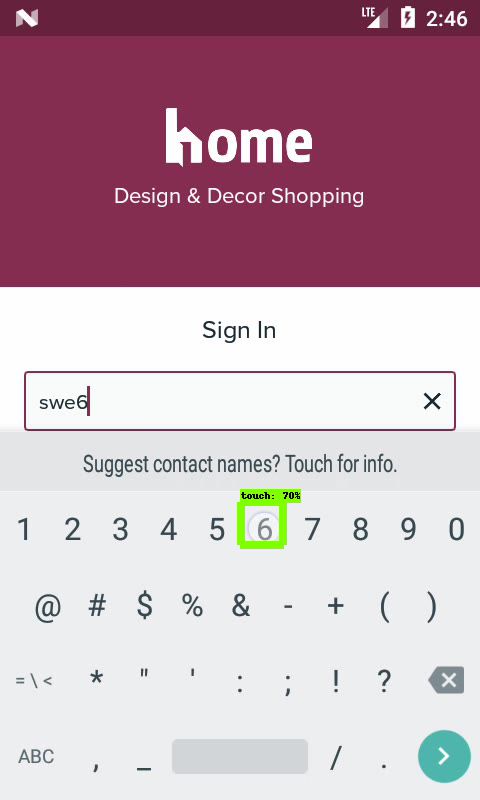 LTE 2:46
home
Design & Decor Shopping
Sign In
swe6
Suggest contact names? Touch for info.
touch: 70%
1 2 3 4 5 6 7 8 9 0
@ # $ % & - + ( )
= \ < * " ' : ; ! ?
ABC , _ / .